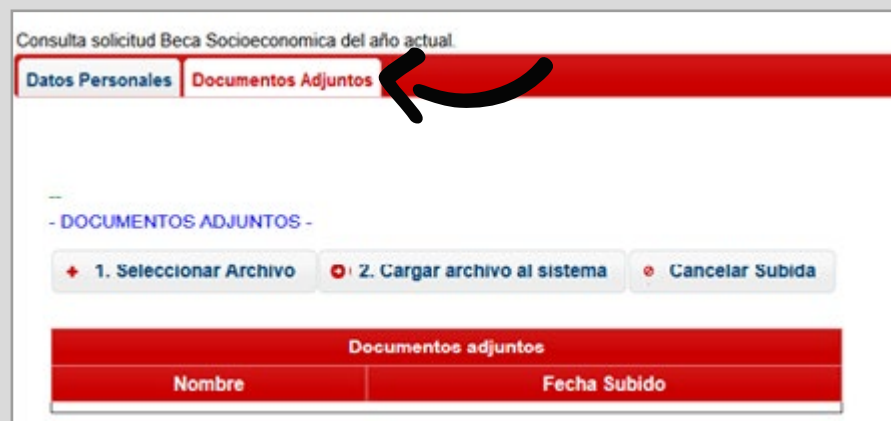 Consulta solicitud Beca Socioeconomica del año actual.
Datos Personales Documentos Adjuntos
--
- DOCUMENTOS ADJUNTOS -
1. Seleccionar Archivo 2. Cargar archivo al sistema Cancelar Subida
Documentos adjuntos
Nombre Fecha Subido